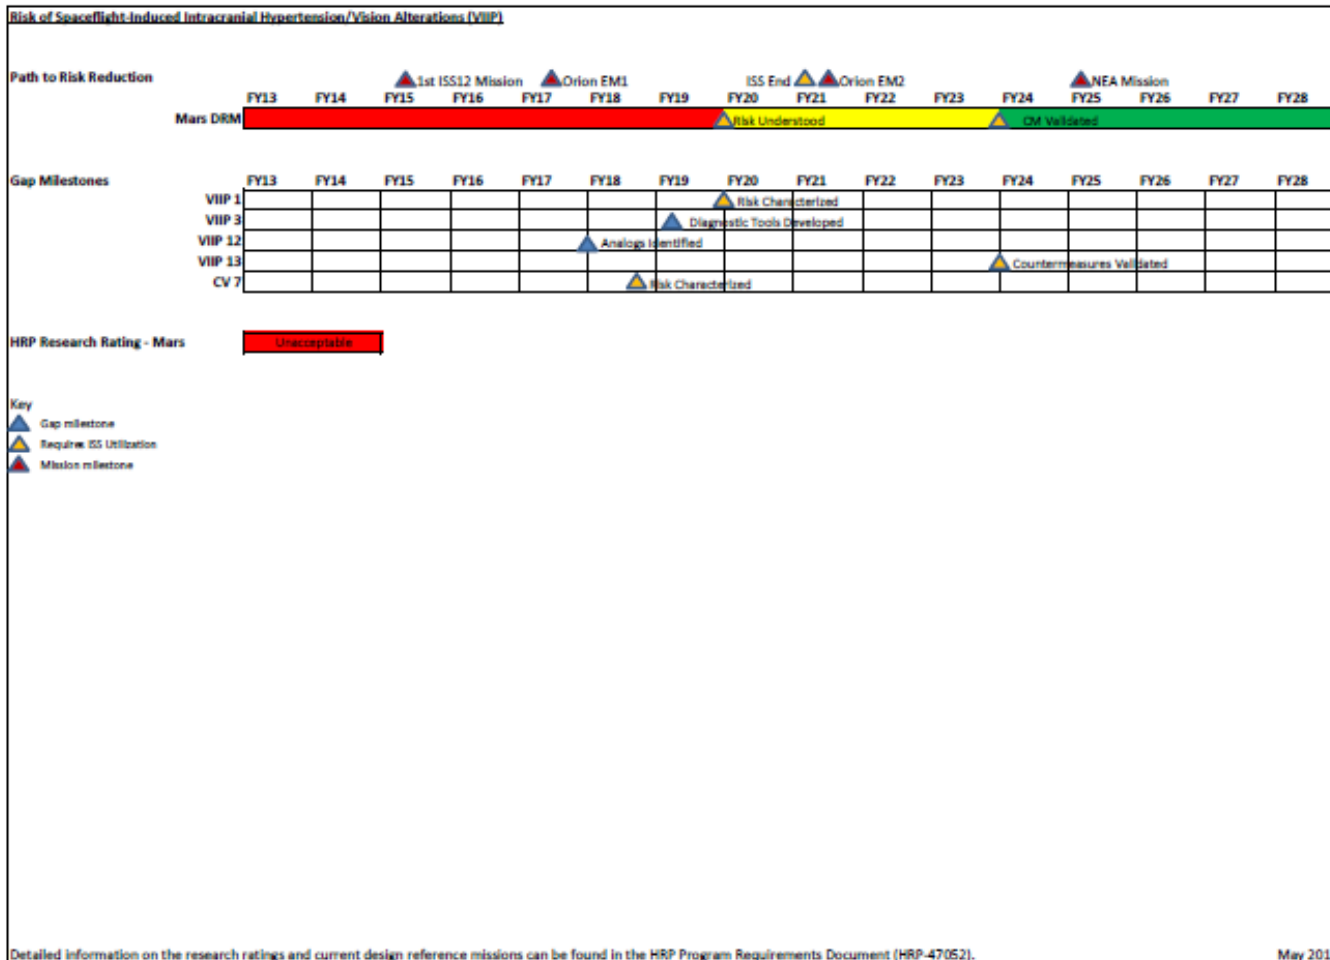 Risk of Spaceflight-Induced Intracranial Hypertension/Vision Alterations (VIIP)
Path to Risk Reduction
1st ISS12 Mission Orion EM1 ISS End Orion EM2 NEA Mission
FY13 FY14 FY15 FY16 FY17 FY18 FY19 FY20 FY21 FY22 FY23 FY24 FY25 FY26 FY27 FY28
Mars DRM Risk Understood CM Validated
Gap Milestones FY13 FY14 FY15 FY16 FY17 FY18 FY19 FY20 FY21 FY22 FY23 FY24 FY25 FY26 FY27 FY28
VIIP 1 Risk Characterized
VIIP 3 Diagnostic Tools Developed
VIIP 12 Analogs Identified
VIIP 13 Countermeasures Validated
CV 7 Risk Characterized
HRP Research Rating - Mars Unacceptable
Key
Gap milestone
Requires ISS Utilization
Mission milestone
Detailed information on the research ratings and current design reference missions can be found in the HRP Program Requirements Document (HRP-47052). May 201